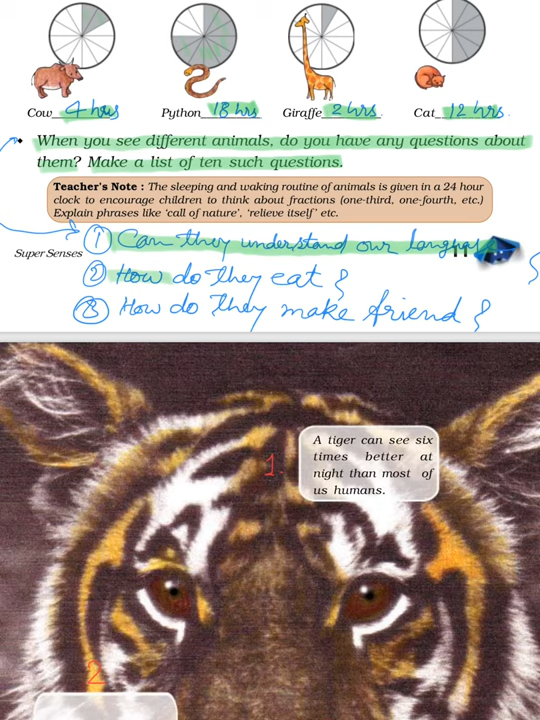 Cow 4 hrs Python 18 hrs Giraffe 2 hrs. Cat 12 hrs.
When you see different animals, do you have any questions about
them? Make a list of ten such questions.
Teacher's Note : The sleeping and waking routine of animals is given in a 24 hour
clock to encourage children to think about fractions (one-third, one-fourth, etc.)
Explain phrases like 'call of nature', 'relieve itself' etc.
① Can they understand our
Super Senses 11
② How do they eat ?
③ How do they make friend ?
A tiger can see six
times better at
night than most of
us humans.
1.
2